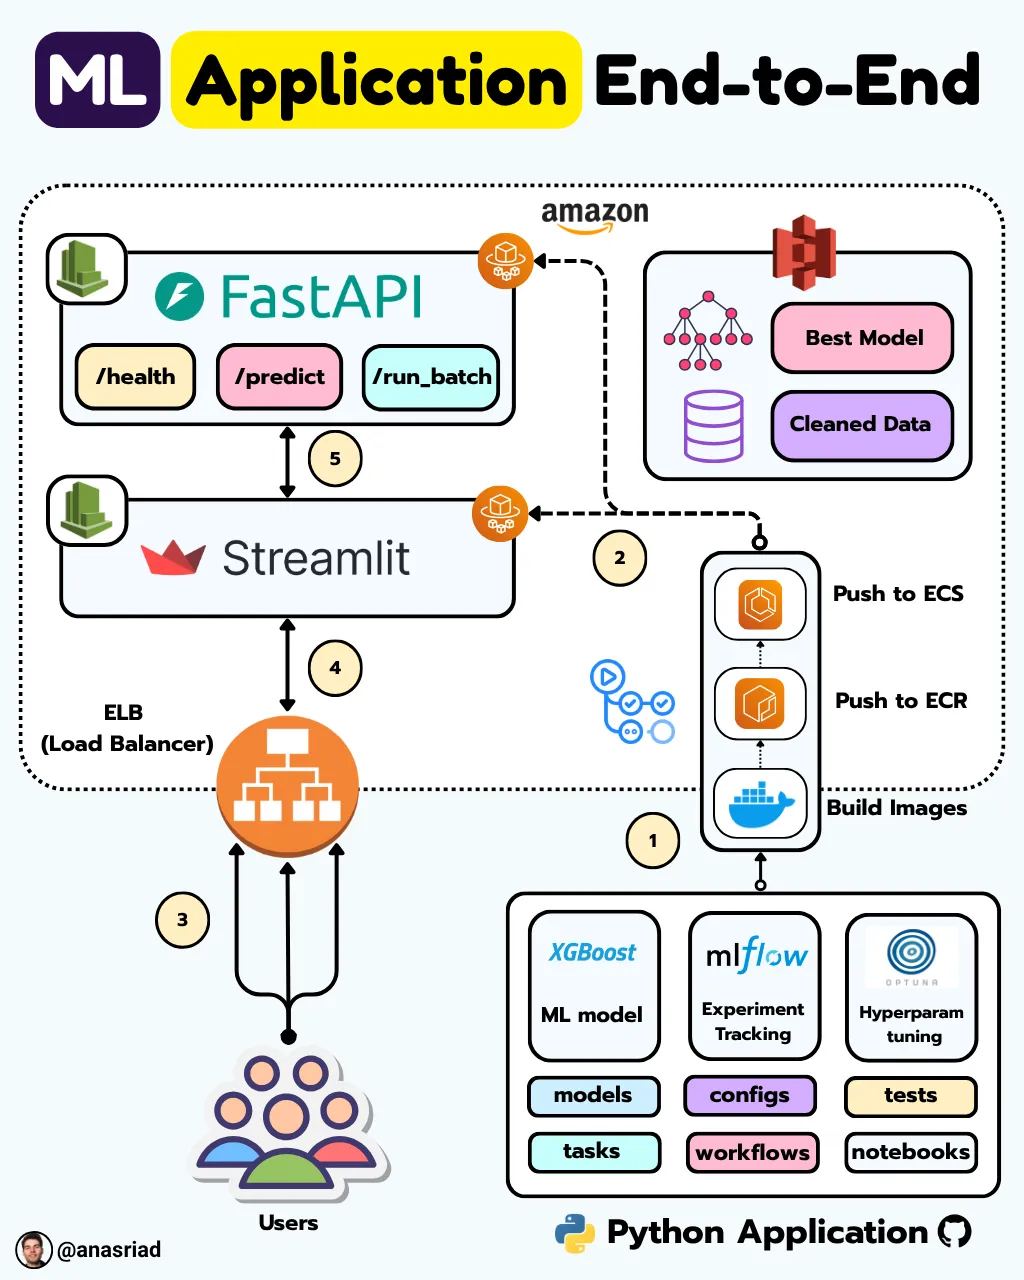 ML Application End-to-End
amazon
FastAPI
/health
/predict
/run_batch
Best Model
Cleaned Data
5
Streamlit
2
4
Push to ECS
Push to ECR
Build Images
ELB
(Load Balancer)
1
3
XGBoost
ML model
mlflow
Experiment
Tracking
OPTUNA
Hyperparam
tuning
models
configs
tests
tasks
workflows
notebooks
Users
Python Application
@anasriad